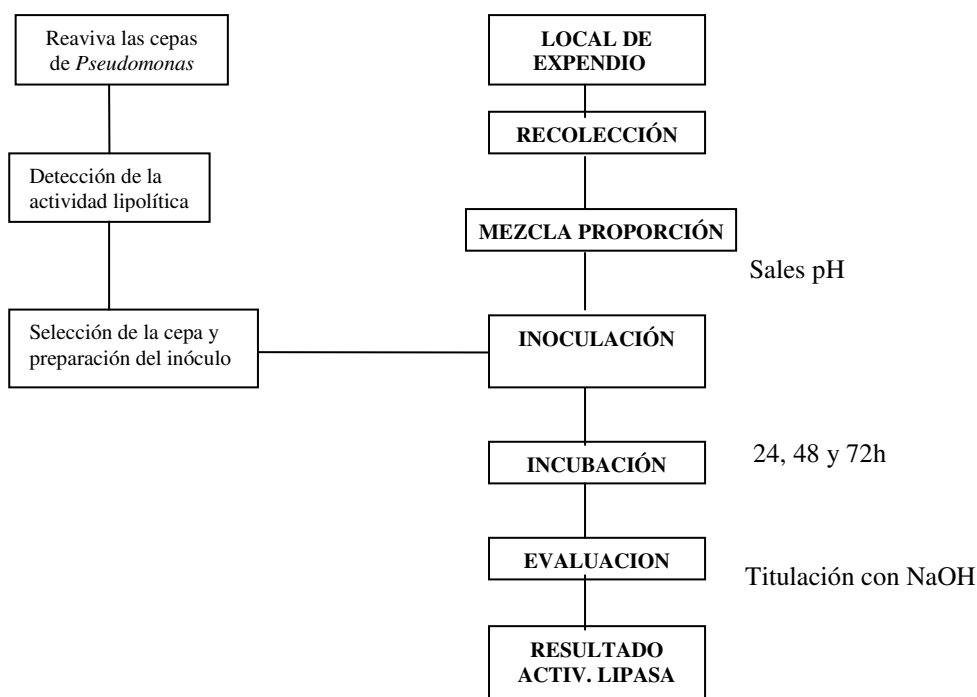 Reaviva las cepas
de Pseudomonas
Detección de la
actividad lipolítica
Selección de la cepa y
preparación del inóculo
LOCAL DE
EXPENDIO
RECOLECCIÓN
MEZCLA PROPORCIÓN
Sales pH
INOCULACIÓN
INCUBACIÓN
24, 48 y 72h
EVALUACION
Titulación con NaOH
RESULTADO
ACTIV. LIPASA